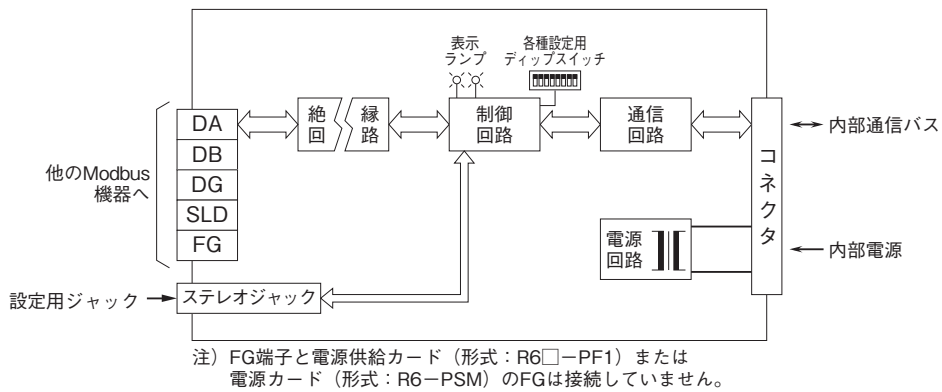 表示
ランプ
各種設定用
ディップスイッチ
他のModbus
機器へ
DA
DB
DG
SLD
FG
絶 縁
回 路
制御
回路
通信
回路
コネクタ
内部通信バス
電源
回路
内部電源
設定用ジャック
ステレオジャック
注）FG端子と電源供給カード（形式：R6□−PF1）または
電源カード（形式：R6−PSM）のFGは接続していません。